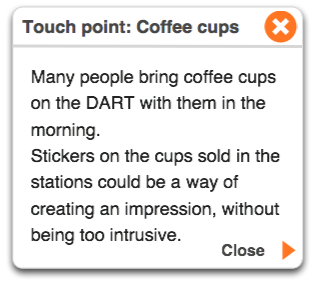 Touch point: Coffee cups
Many people bring coffee cups
on the DART with them in the
morning.
Stickers on the cups sold in the
stations could be a way of
creating an impression, without
being too intrusive.
Close